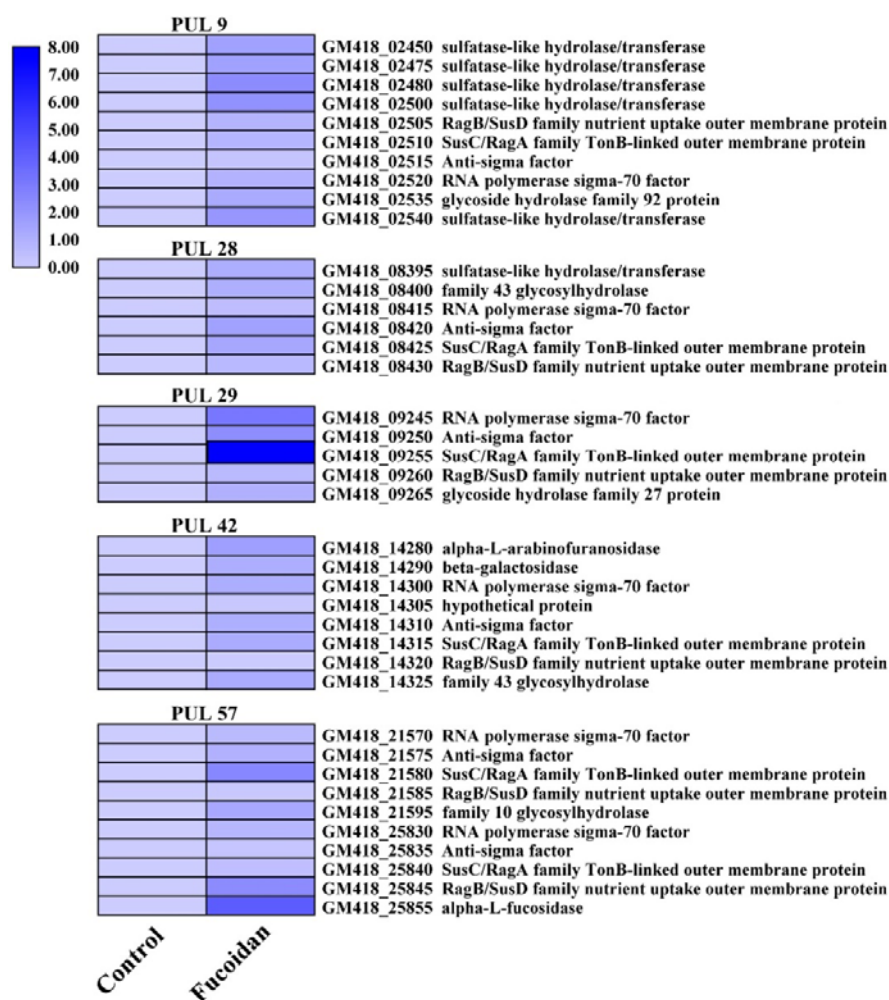 PUL 9
8.00
7.00
6.00
5.00
4.00
3.00
2.00
1.00
0.00
GM418_02450 sulfatase-like hydrolase/transferase
GM418_02475 sulfatase-like hydrolase/transferase
GM418_02480 sulfatase-like hydrolase/transferase
GM418_02500 sulfatase-like hydrolase/transferase
GM418_02505 RagB/SusD family nutrient uptake outer membrane protein
GM418_02510 SusC/RagA family TonB-linked outer membrane protein
GM418_02515 Anti-sigma factor
GM418_02520 RNA polymerase sigma-70 factor
GM418_02535 glycoside hydrolase family 92 protein
GM418_02540 sulfatase-like hydrolase/transferase
PUL 28
GM418_08395 sulfatase-like hydrolase/transferase
GM418_08400 family 43 glycosylhydrolase
GM418_08415 RNA polymerase sigma-70 factor
GM418_08420 Anti-sigma factor
GM418_08425 SusC/RagA family TonB-linked outer membrane protein
GM418_08430 RagB/SusD family nutrient uptake outer membrane protein
PUL 29
GM418_09245 RNA polymerase sigma-70 factor
GM418_09250 Anti-sigma factor
GM418_09255 SusC/RagA family TonB-linked outer membrane protein
GM418_09260 RagB/SusD family nutrient uptake outer membrane protein
GM418_09265 glycoside hydrolase family 27 protein
PUL 42
GM418_14280 alpha-L-arabinofuranosidase
GM418_14290 beta-galactosidase
GM418_14300 RNA polymerase sigma-70 factor
GM418_14305 hypothetical protein
GM418_14310 Anti-sigma factor
GM418_14315 SusC/RagA family TonB-linked outer membrane protein
GM418_14320 RagB/SusD family nutrient uptake outer membrane protein
GM418_14325 family 43 glycosylhydrolase
PUL 57
GM418_21570 RNA polymerase sigma-70 factor
GM418_21575 Anti-sigma factor
GM418_21580 SusC/RagA family TonB-linked outer membrane protein
GM418_21585 RagB/SusD family nutrient uptake outer membrane protein
GM418_21595 family 10 glycosylhydrolase
GM418_25830 RNA polymerase sigma-70 factor
GM418_25835 Anti-sigma factor
GM418_25840 SusC/RagA family TonB-linked outer membrane protein
GM418_25845 RagB/SusD family nutrient uptake outer membrane protein
GM418_25855 alpha-L-fucosidase
Control
Fucoidan